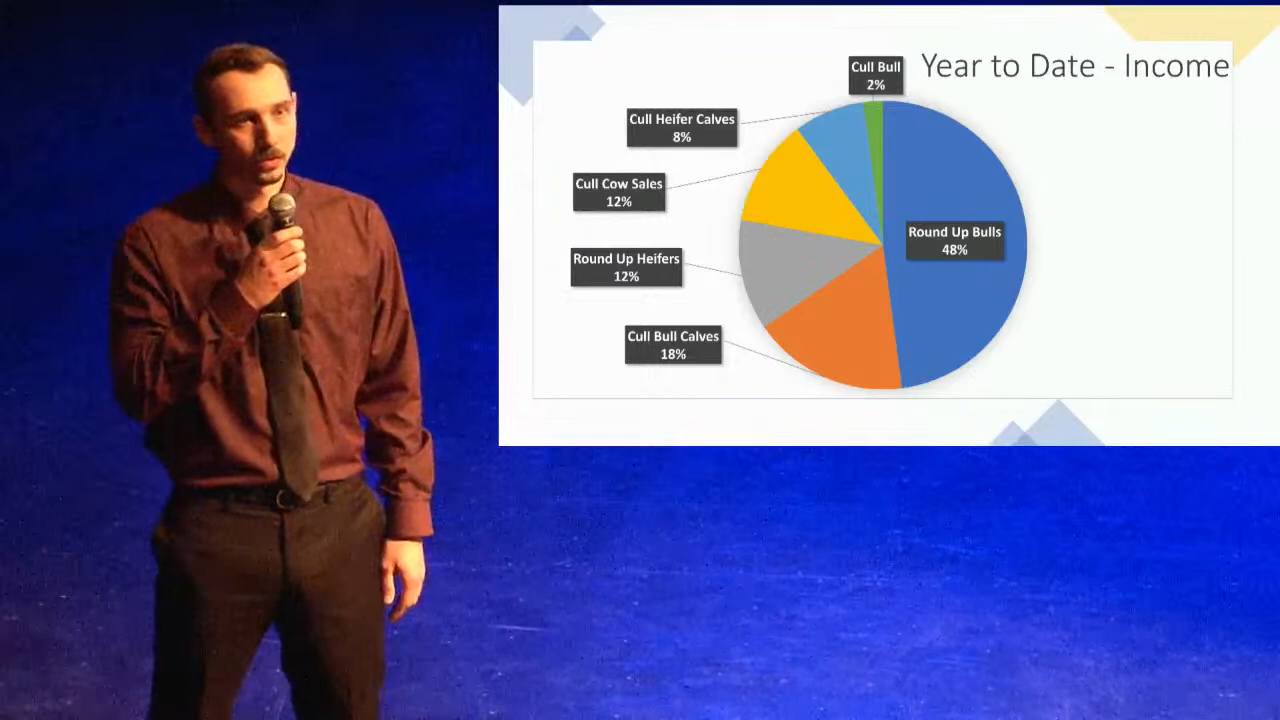 Year to Date - Income
Cull Bull
2%
Cull Heifer Calves
8%
Cull Cow Sales
12%
Round Up Bulls
48%
Round Up Heifers
12%
Cull Bull Calves
18%